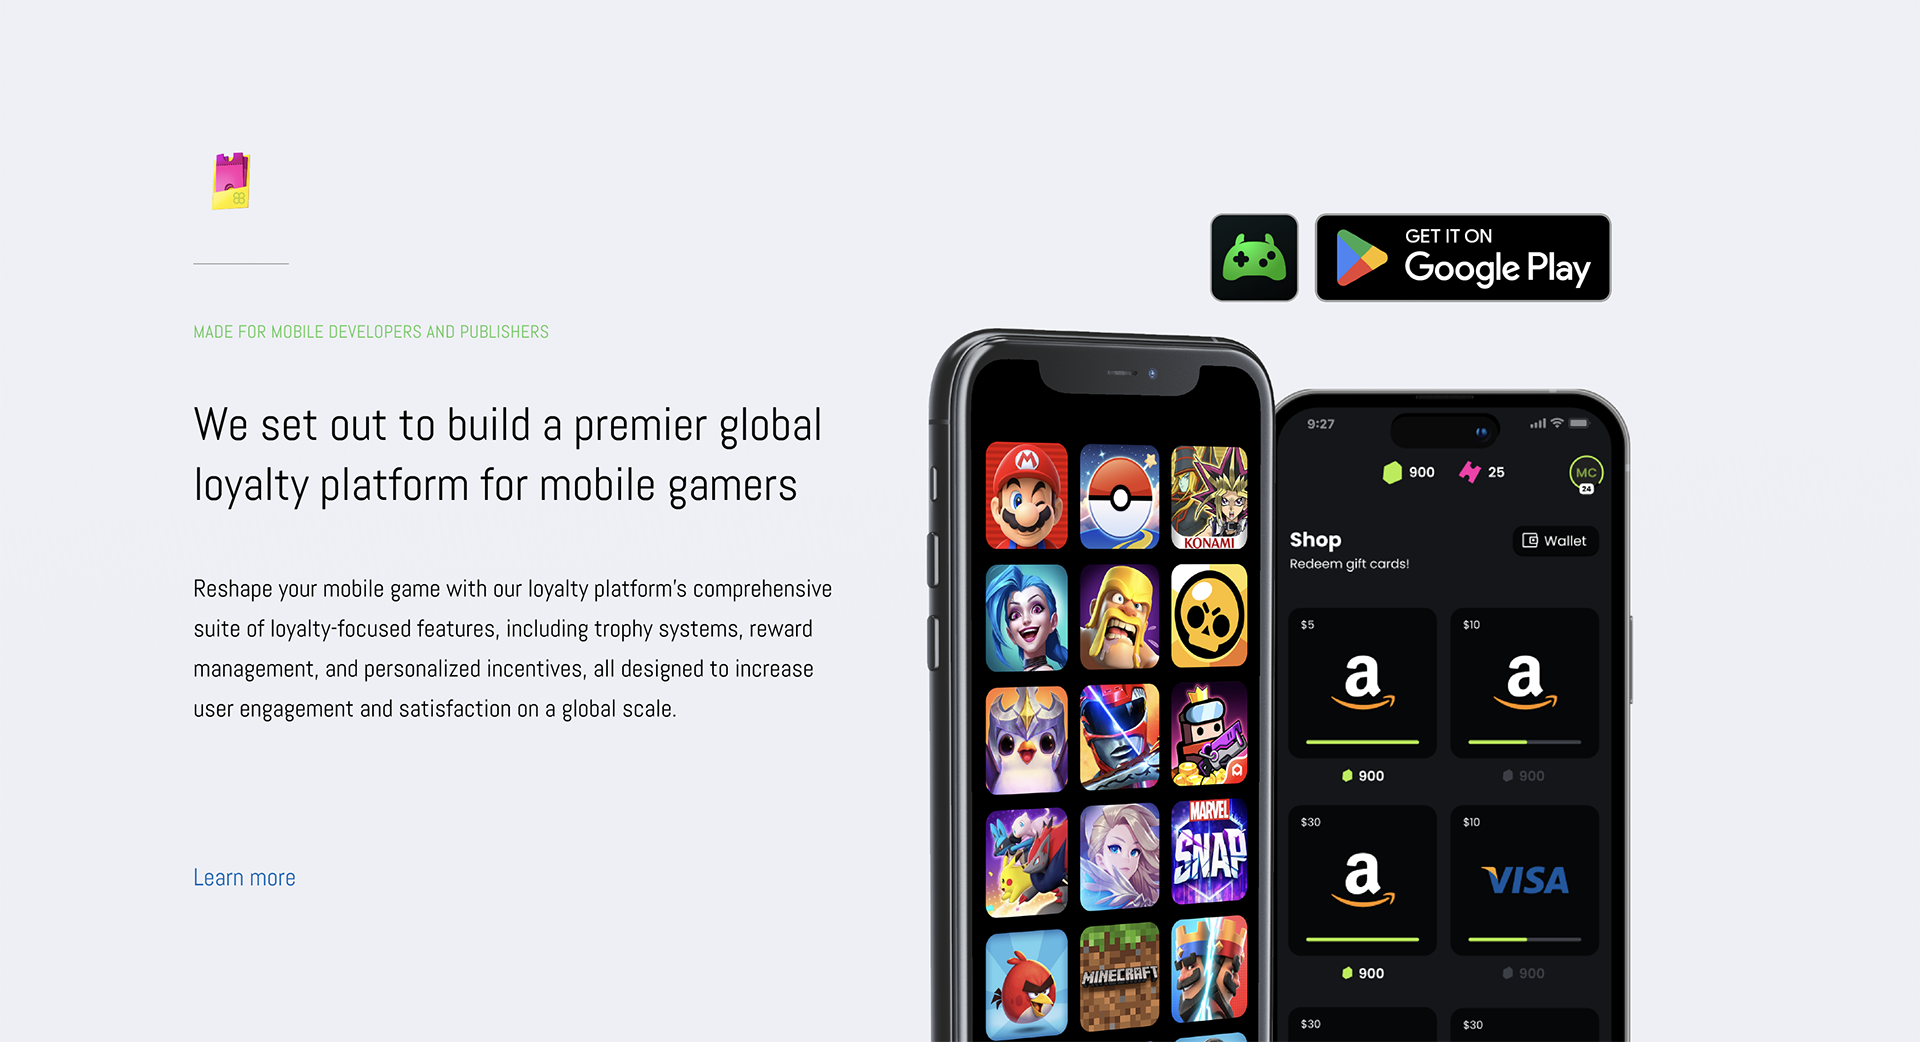 MADE FOR MOBILE DEVELOPERS AND PUBLISHERS
We set out to build a premier global
loyalty platform for mobile gamers
Reshape your mobile game with our loyalty platform's comprehensive
suite of loyalty-focused features, including trophy systems, reward
management, and personalized incentives, all designed to increase
user engagement and satisfaction on a global scale.
Learn more
GET IT ON
Google Play
M
KONAMI
MARVEL
SNAP
MINECRAFT
9:27
900 25 MC
24
Shop
Wallet
Redeem gift cards!
$5 $10
a a
900 900
$30 $10
a VISA
900 900
$30 $30